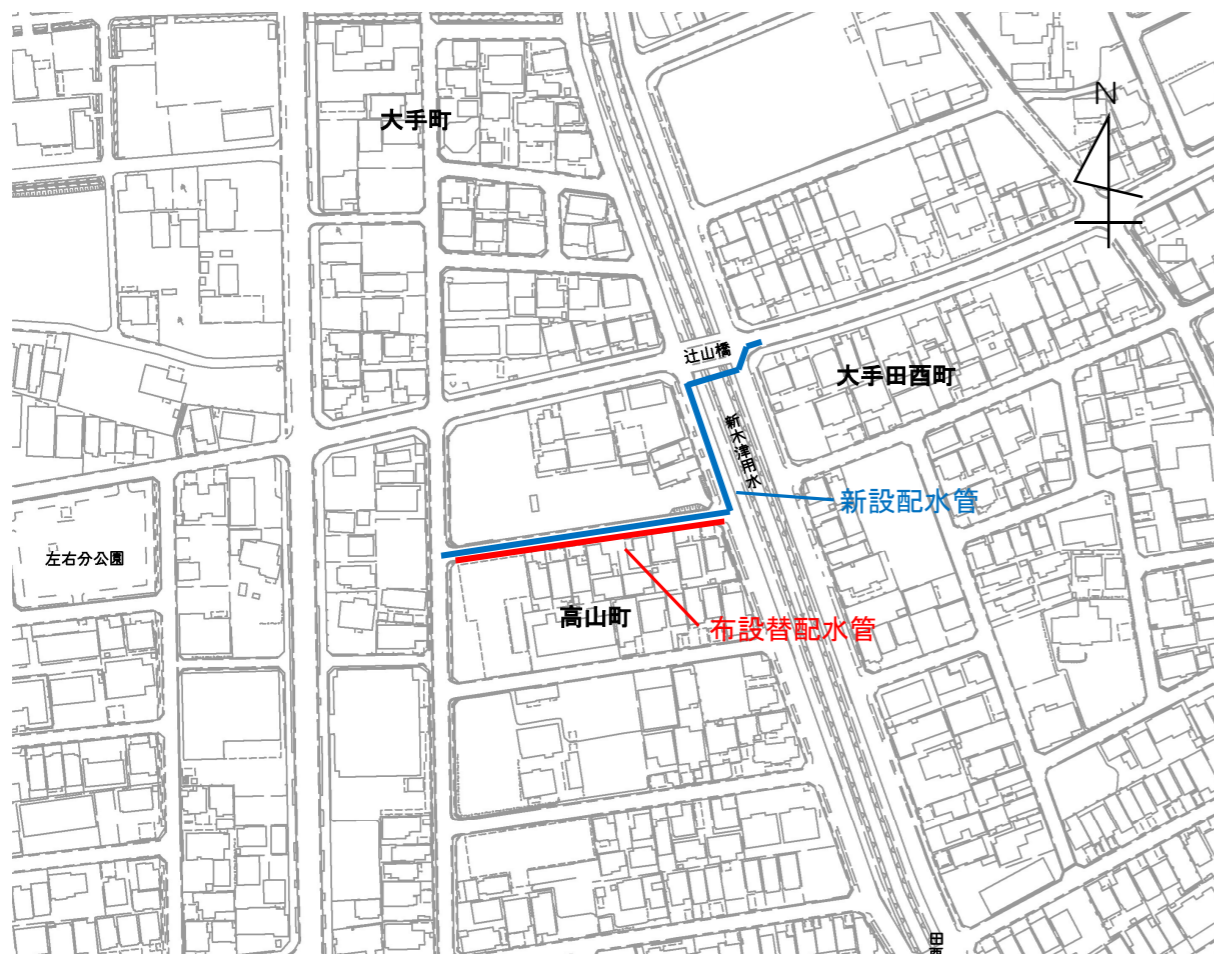 N
大手町
辻山橋
大手田酉町
新木津用水
新設配水管
左右分公園
高山町
布設替配水管
田